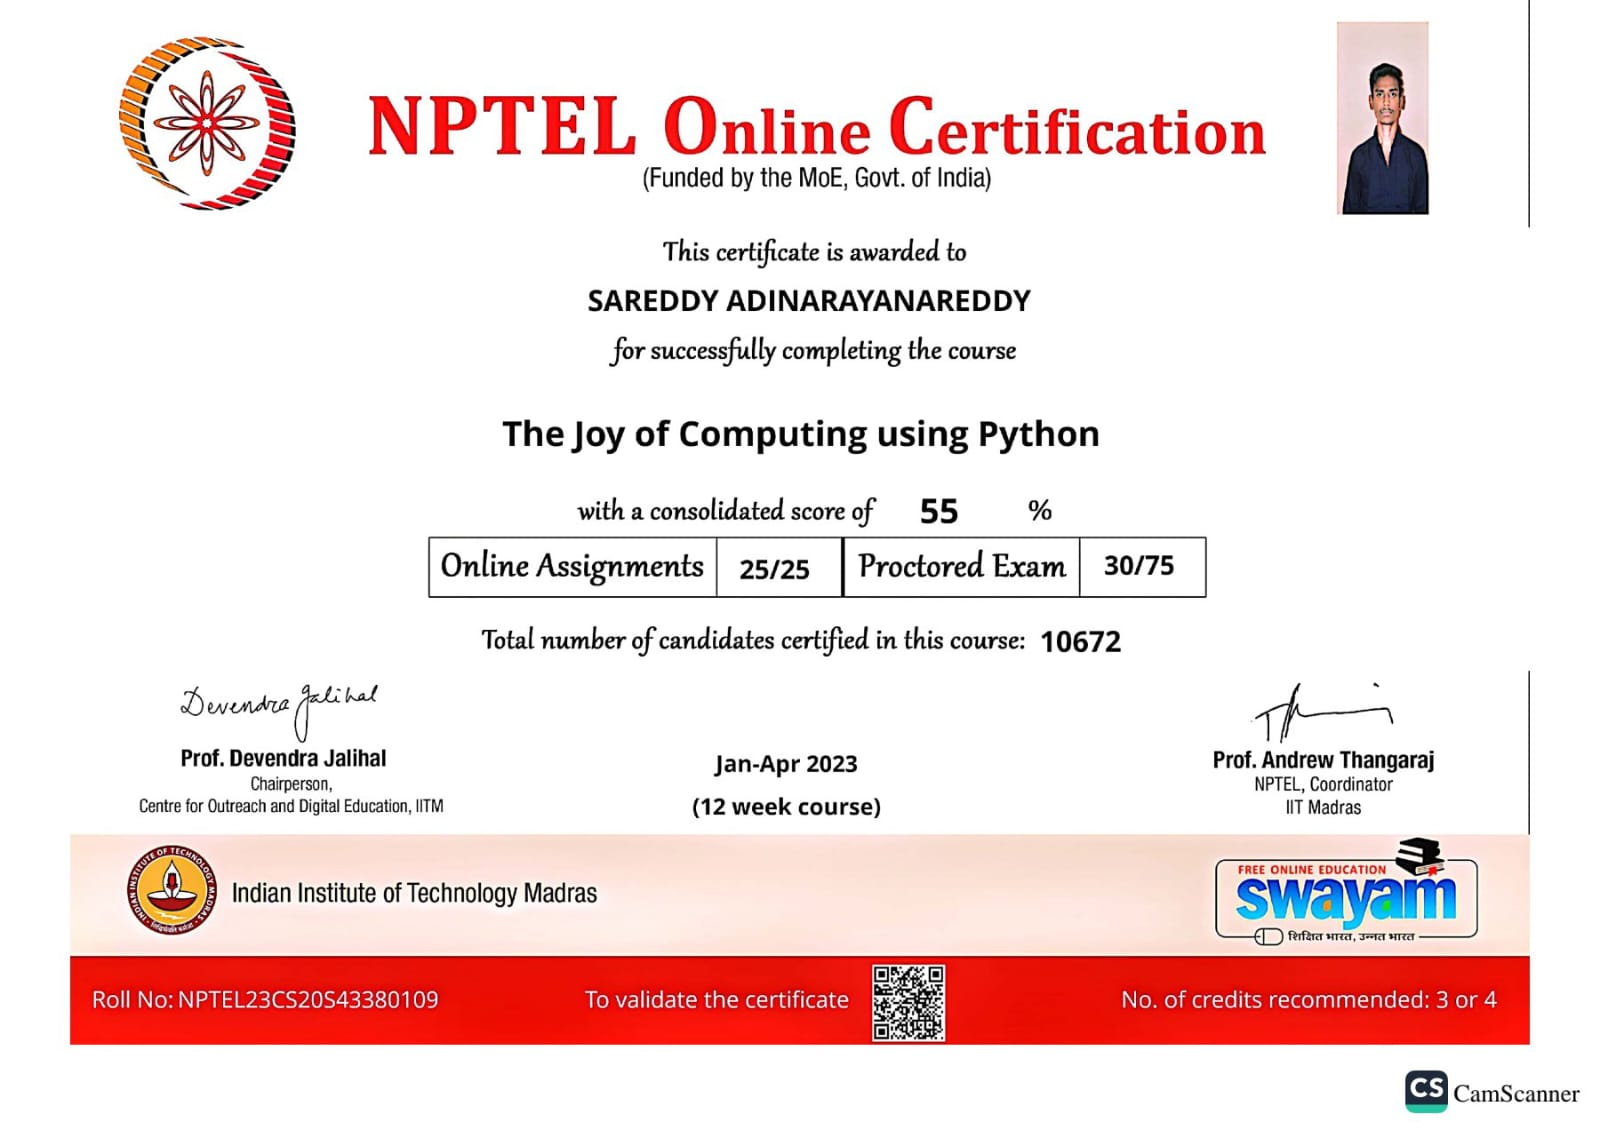 NPTEL Online Certification
(Funded by the MoE, Govt. of India)
This certificate is awarded to
SAREDDY ADINARAYANAREDDY
for successfully completing the course
The Joy of Computing using Python
with a consolidated score of 55 %
Online Assignments 25/25 Proctored Exam 30/75
Total number of candidates certified in this course: 10672
Devendra Jalihal
Prof. Devendra Jalihal
Chairperson,
Centre for Outreach and Digital Education, IITM
Jan-Apr 2023
(12 week course)
Prof. Andrew Thangaraj
NPTEL, Coordinator
IIT Madras
INDIAN INSTITUTE OF TECHNOLOGY MADRAS
Indian Institute of Technology Madras
FREE ONLINE EDUCATION
swayam
शिक्षित भारत, उन्नत भारत
Roll No: NPTEL23CS20S43380109
To validate the certificate
No. of credits recommended: 3 or 4
CS CamScanner